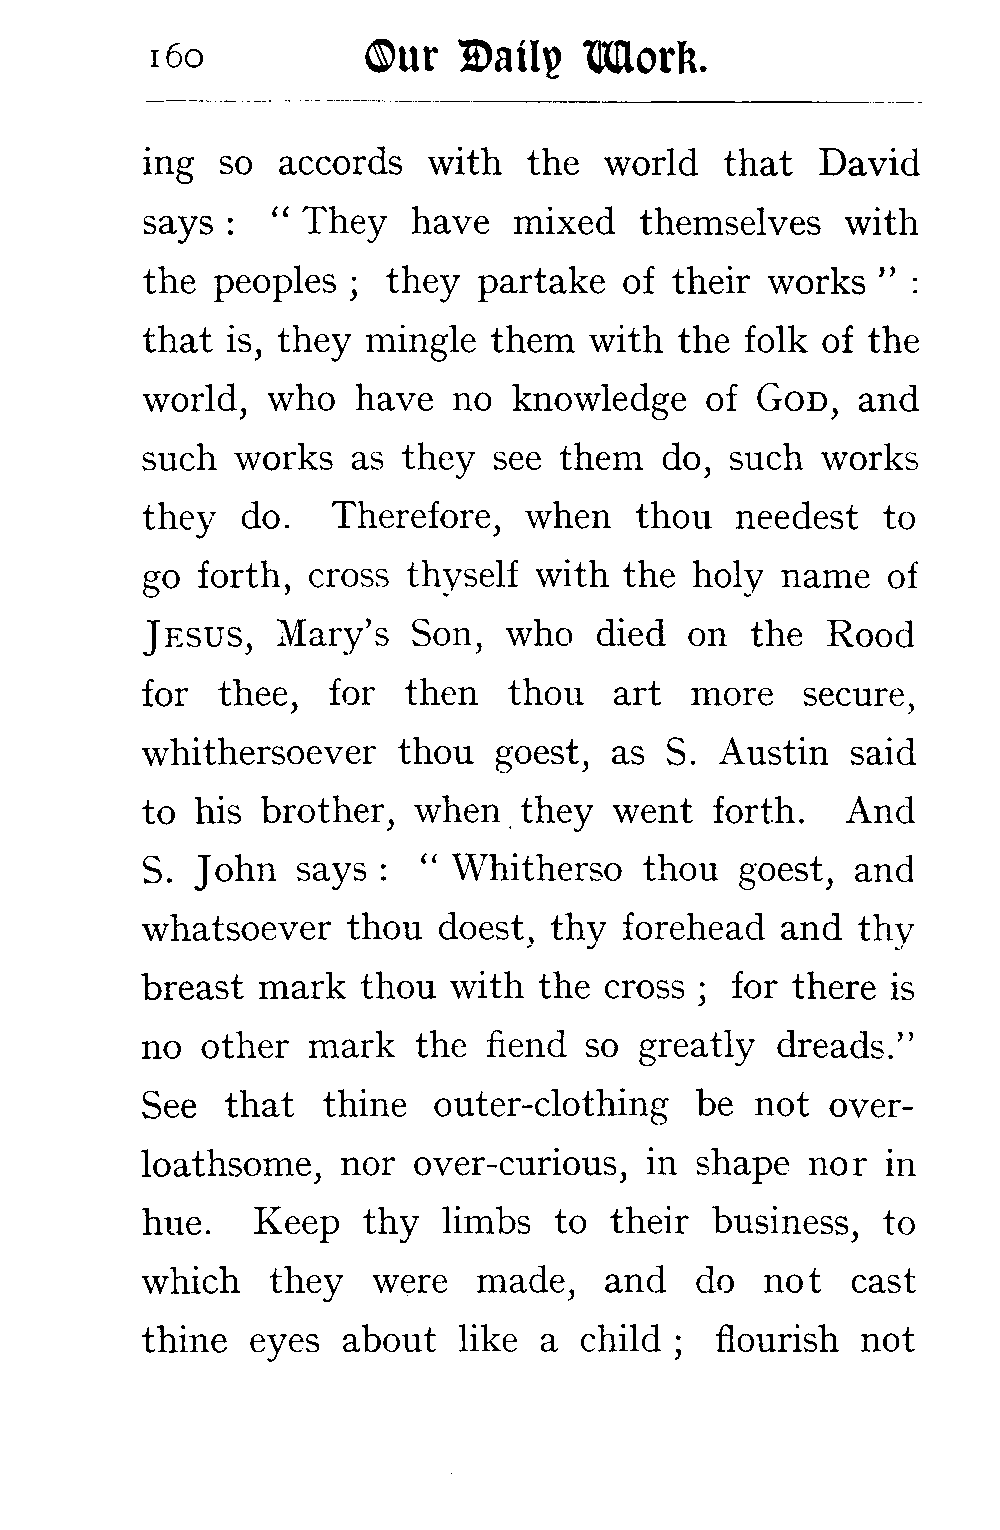 160 Our Daily Work.
ing so accords with the world that David
says : “ They have mixed themselves with
the peoples ; they partake of their works ” :
that is, they mingle them with the folk of the
world, who have no knowledge of GOD, and
such works as they see them do, such works
they do. Therefore, when thou needest to
go forth, cross thyself with the holy name of
JESUS, Mary’s Son, who died on the Rood
for thee, for then thou art more secure,
whithersoever thou goest, as S. Austin said
to his brother, when they went forth. And
S. John says : “ Whitherso thou goest, and
whatsoever thou doest, thy forehead and thy
breast mark thou with the cross ; for there is
no other mark the fiend so greatly dreads.”
See that thine outer-clothing be not over-
loathsome, nor over-curious, in shape nor in
hue. Keep thy limbs to their business, to
which they were made, and do not cast
thine eyes about like a child ; flourish not